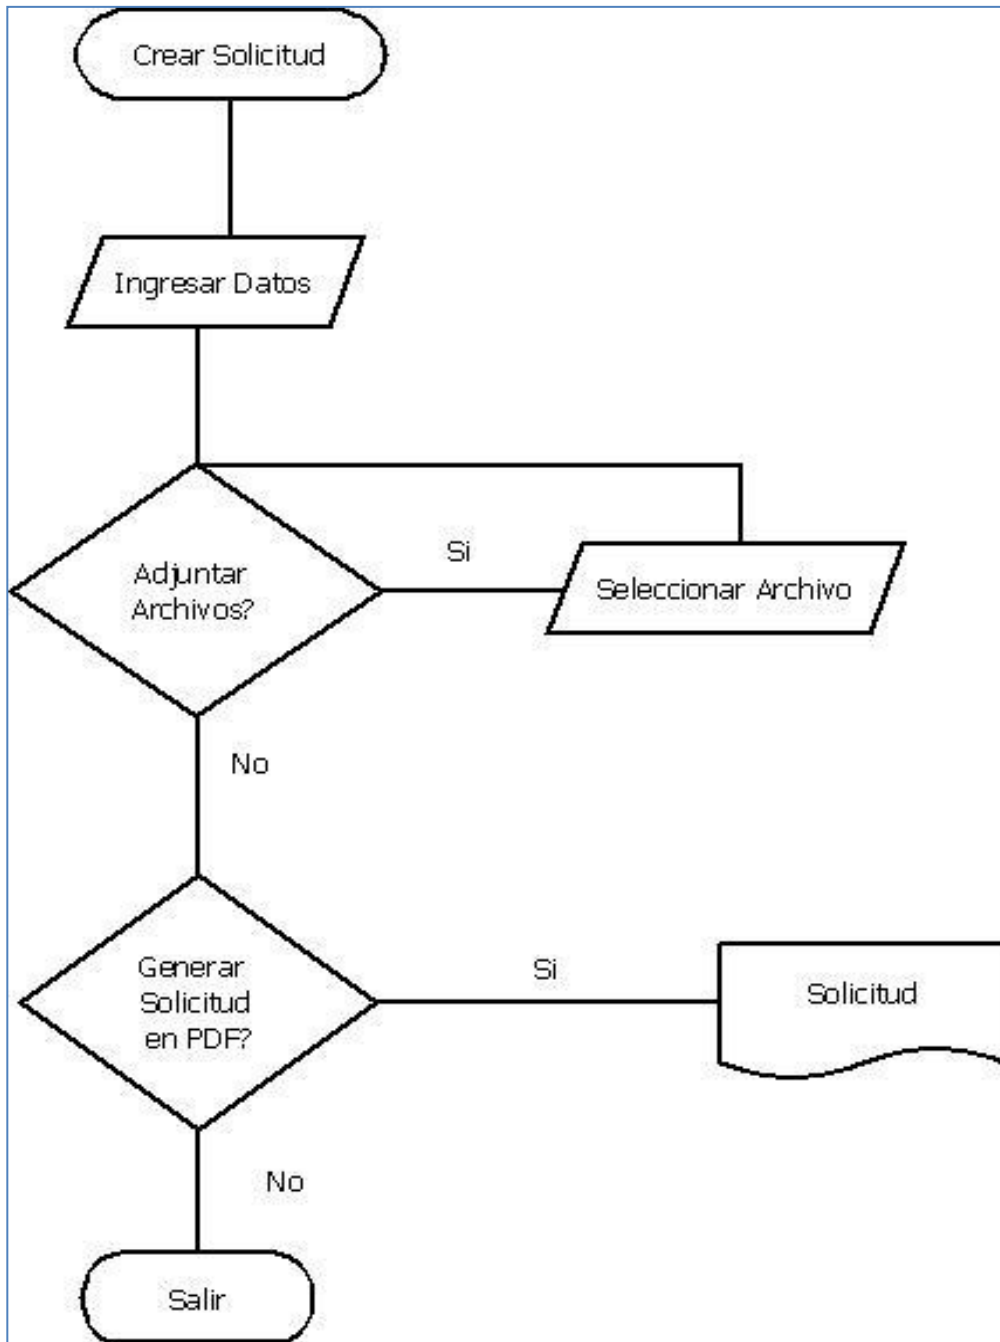 Crear Solicitud
Ingresar Datos
Adjuntar
Archivos?
Si
Seleccionar Archivo
No
Generar
Solicitud
en PDF?
Si
Solicitud
No
Salir